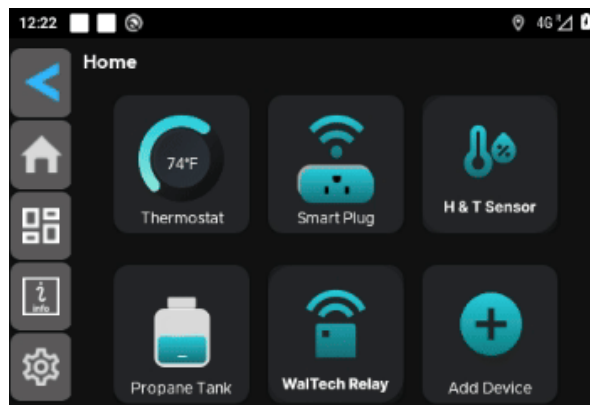 12:22
4G
Home
74°F
Thermostat
Smart Plug
H & T Sensor
info
Propane Tank
WalTech Relay
Add Device